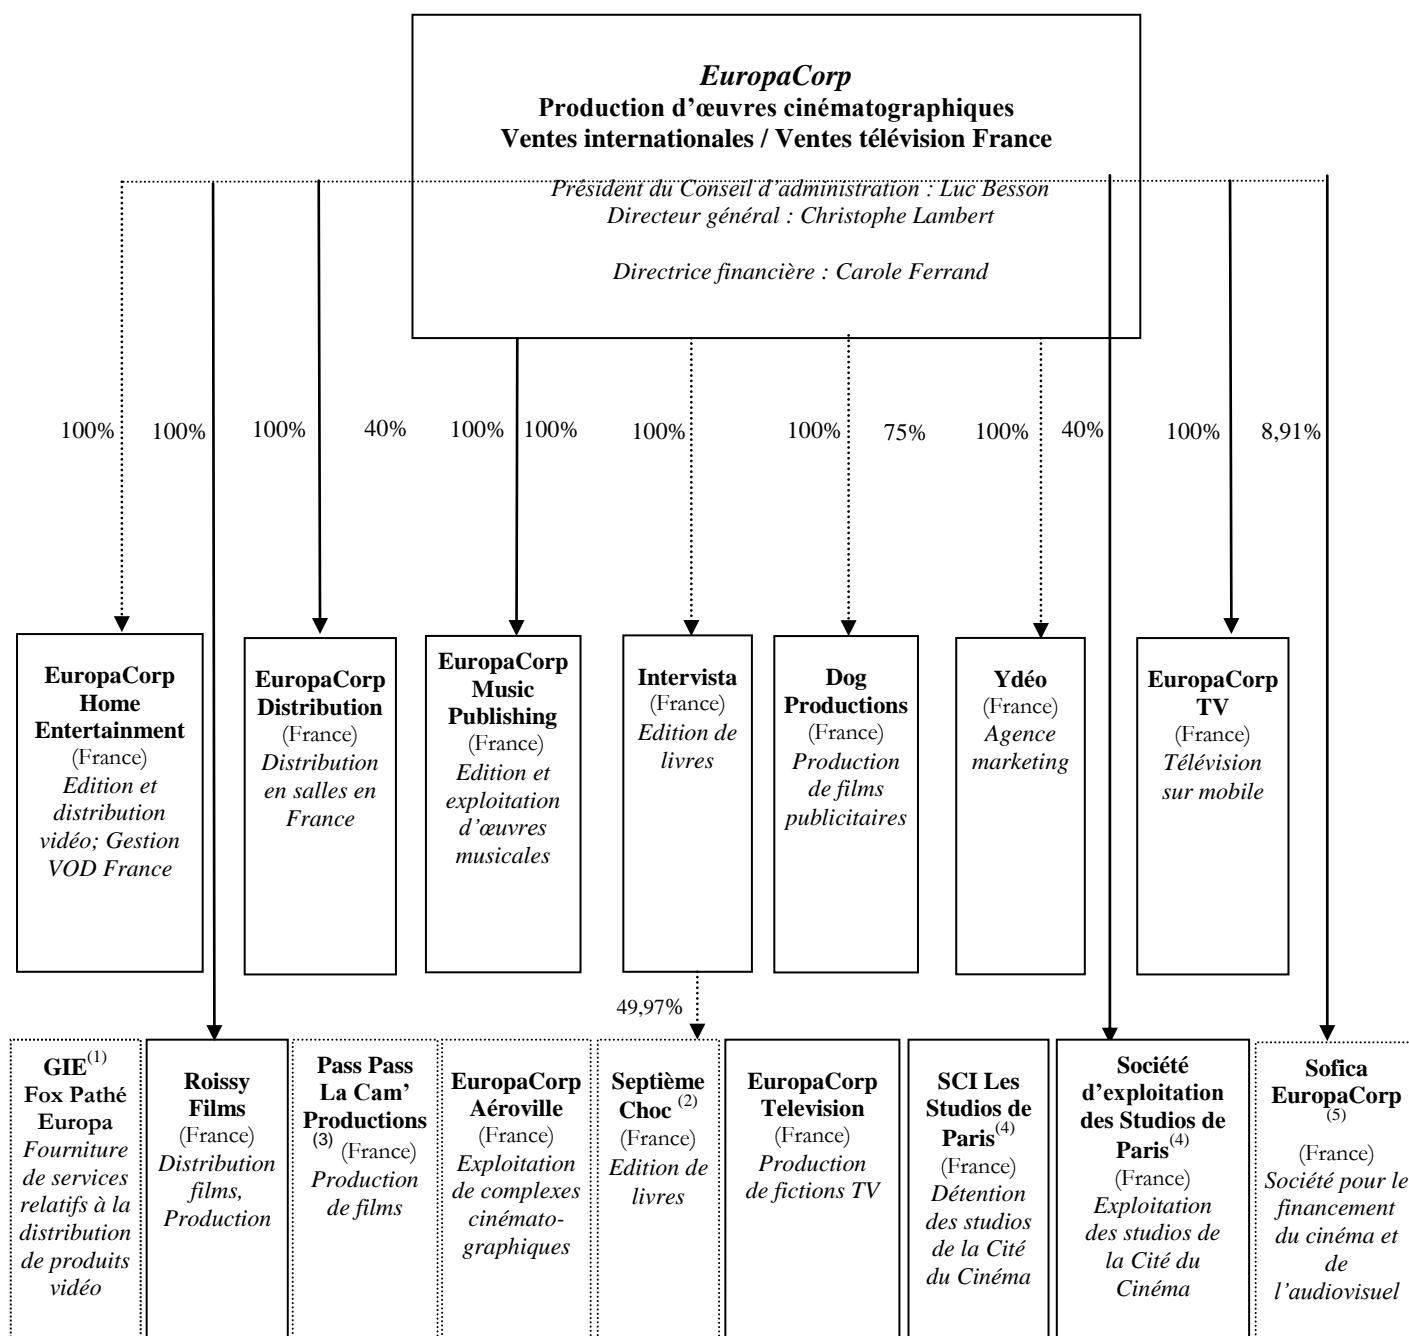 EuropaCorp
Production d’œuvres cinématographiques
Ventes internationales / Ventes télévision France
Président du Conseil d’administration : Luc Besson
Directeur général : Christophe Lambert
Directrice financière : Carole Ferrand
100%
100%
100%
40%
100%
100%
100%
100%
75%
100%
40%
100%
8,91%
EuropaCorp
Home
Entertainment
(France)
Edition et
distribution
vidéo; Gestion
VOD France
EuropaCorp
Distribution
(France)
Distribution
en salles en
France
EuropaCorp
Music
Publishing
(France)
Edition et
exploitation
d’œuvres
musicales
Intervista
(France)
Edition de
livres
Dog
Productions
(France)
Production
de films
publicitaires
Ydéo
(France)
Agence
marketing
EuropaCorp
TV
(France)
Télévision
sur mobile
49,97%
GIE(1)
Fox Pathé
Europa
Fourniture
de services
relatifs à la
distribution
de produits
vidéo
Roissy
Films
(France)
Distribution
films,
Production
Pass Pass
La Cam’
Productions
(3) (France)
Production
de films
EuropaCorp
Aéroville
(France)
Exploitation
de complexes
cinémato-
graphiques
Septième
Choc (2)
(France)
Edition de
livres
EuropaCorp
Television
(France)
Production
de fictions TV
SCI Les
Studios de
Paris(4)
(France)
Détention
des studios
de la Cité
du Cinéma
Société
d’exploitation
des Studios de
Paris(4)
(France)
Exploitation
des studios de
la Cité du
Cinéma
Sofica
EuropaCorp
(5)
(France)
Société pour le
financement
du cinéma et
de
l’audiovisuel